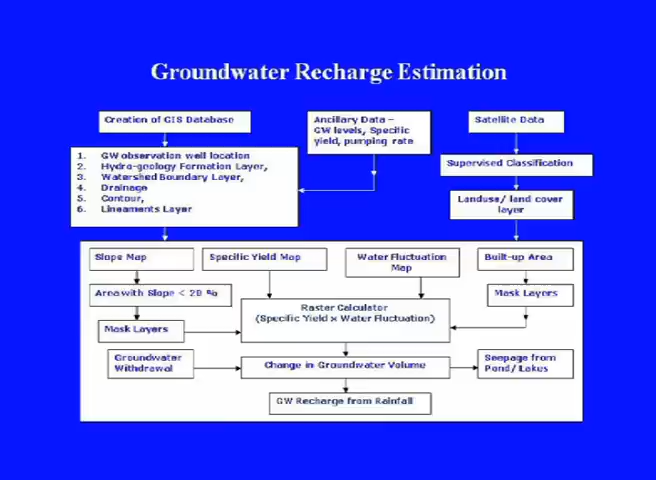 Groundwater Recharge Estimation
Creation of GIS Database
Ancillary Data –
GW levels, Specific
yield, pumping rate
Satellite Data
1. GW observation well location
2. Hydro-geology Formation Layer,
3. Watershed Boundary Layer,
4. Drainage
5. Contour,
6. Lineaments Layer
Supervised Classification
Landuse/ land cover
layer
Slope Map
Specific Yield Map
Water Fluctuation
Map
Built-up Area
Area with Slope < 20 %
Mask Layers
Raster Calculator
(Specific Yield x Water Fluctuation)
Mask Layers
Groundwater
Withdrawal
Change in Groundwater Volume
Seepage from
Pond/ Lakes
GW Recharge from Rainfall